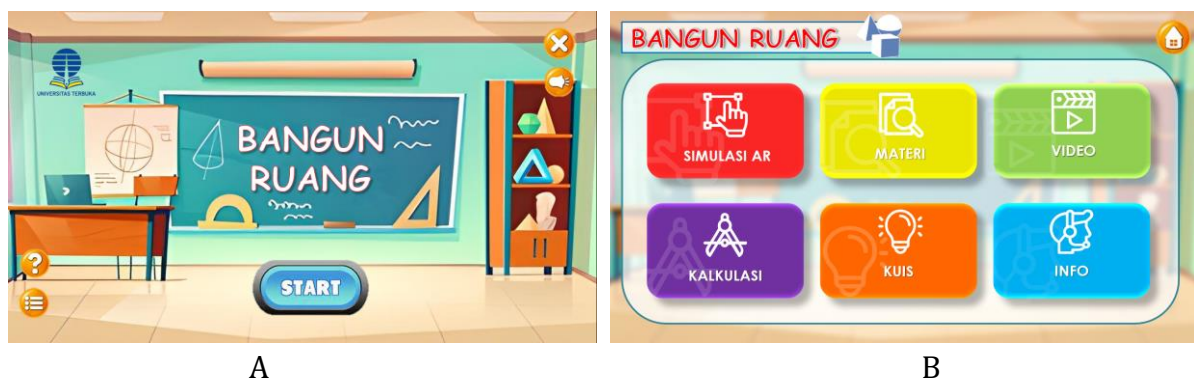 UNIVERSITAS TERBUKA
BANGUN
RUANG
?
START
A
BANGUN RUANG
SIMULASI AR
MATERI
VIDEO
KALKULASI
KUIS
INFO
B